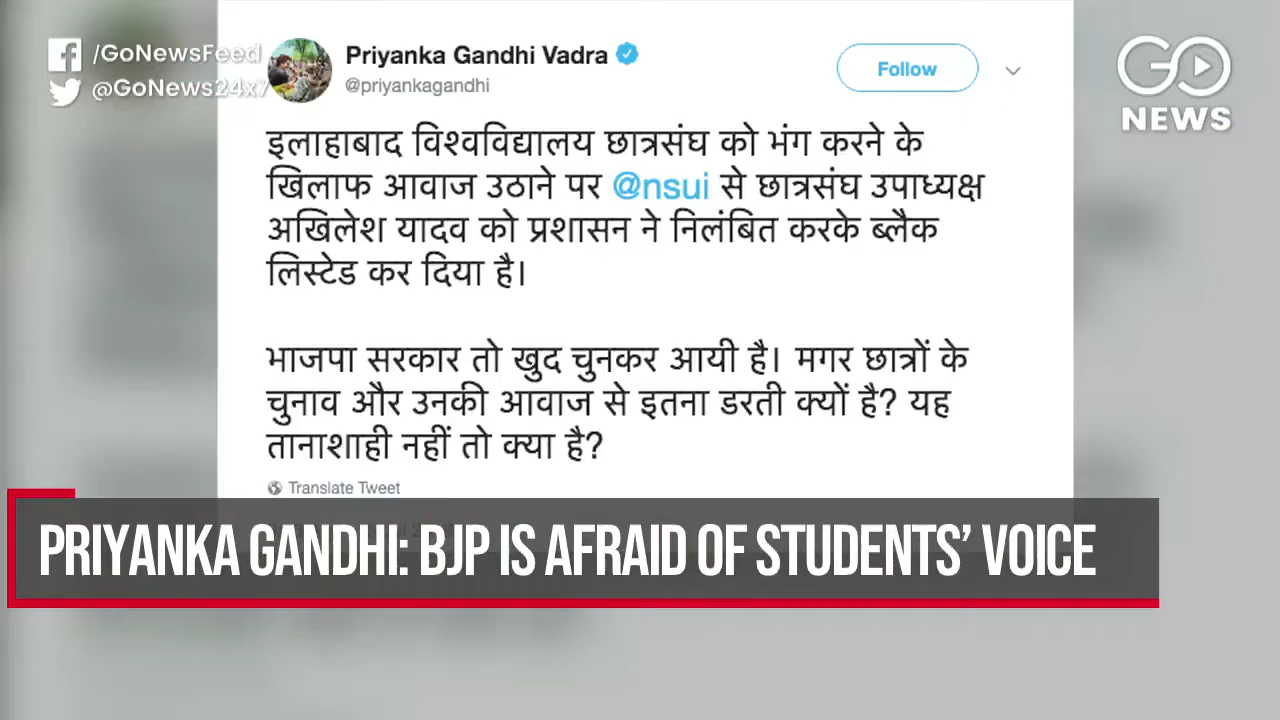 /GoNewsFeed
@GoNews24x7
Priyanka Gandhi Vadra
@priyankagandhi
Follow
GO
NEWS
इलाहाबाद विश्वविद्यालय छात्रसंघ को भंग करने के
खिलाफ आवाज उठाने पर @nsui से छात्रसंघ उपाध्यक्ष
अखिलेश यादव को प्रशासन ने निलंबित करके ब्लैक
लिस्टेड कर दिया है।
भाजपा सरकार तो खुद चुनकर आयी है। मगर छात्रों के
चुनाव और उनकी आवाज से इतना डरती क्यों है? यह
तानाशाही नहीं तो क्या है?
Translate Tweet
PRIYANKA GANDHI: BJP IS AFRAID OF STUDENTS’ VOICE